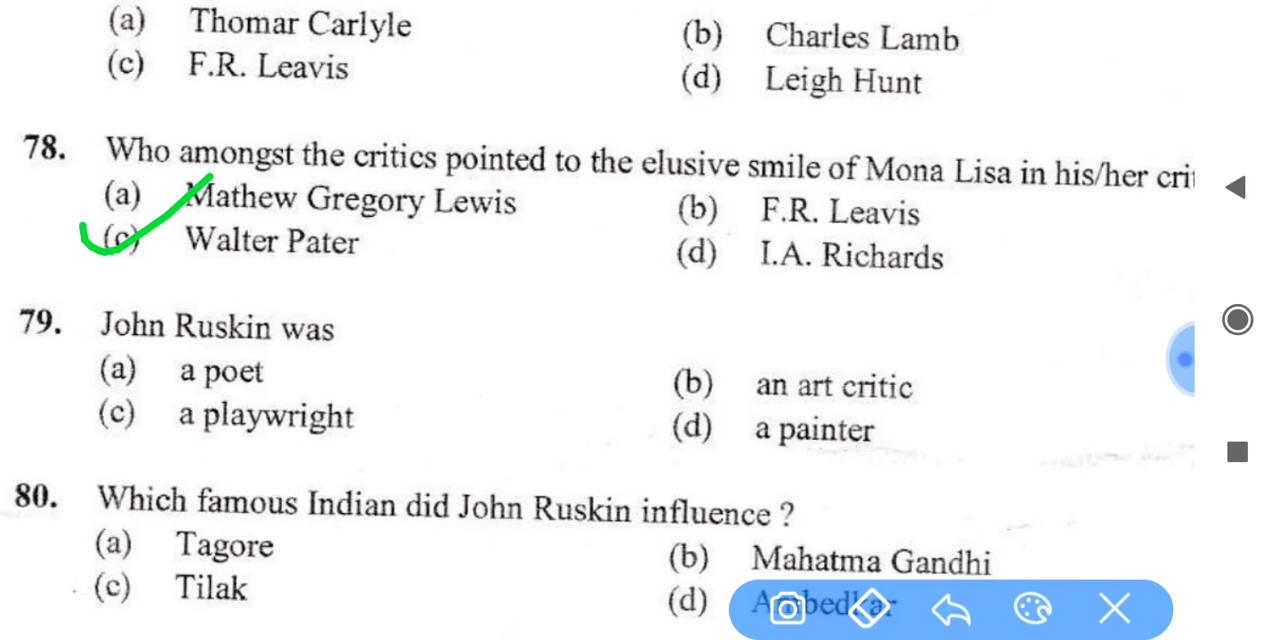 (a) Thomar Carlyle (b) Charles Lamb
(c) F.R. Leavis (d) Leigh Hunt
78. Who amongst the critics pointed to the elusive smile of Mona Lisa in his/her cri
(a) Mathew Gregory Lewis (b) F.R. Leavis
(c) Walter Pater (d) I.A. Richards
79. John Ruskin was
(a) a poet (b) an art critic
(c) a playwright (d) a painter
80. Which famous Indian did John Ruskin influence ?
(a) Tagore (b) Mahatma Gandhi
(c) Tilak (d) Ambedkar